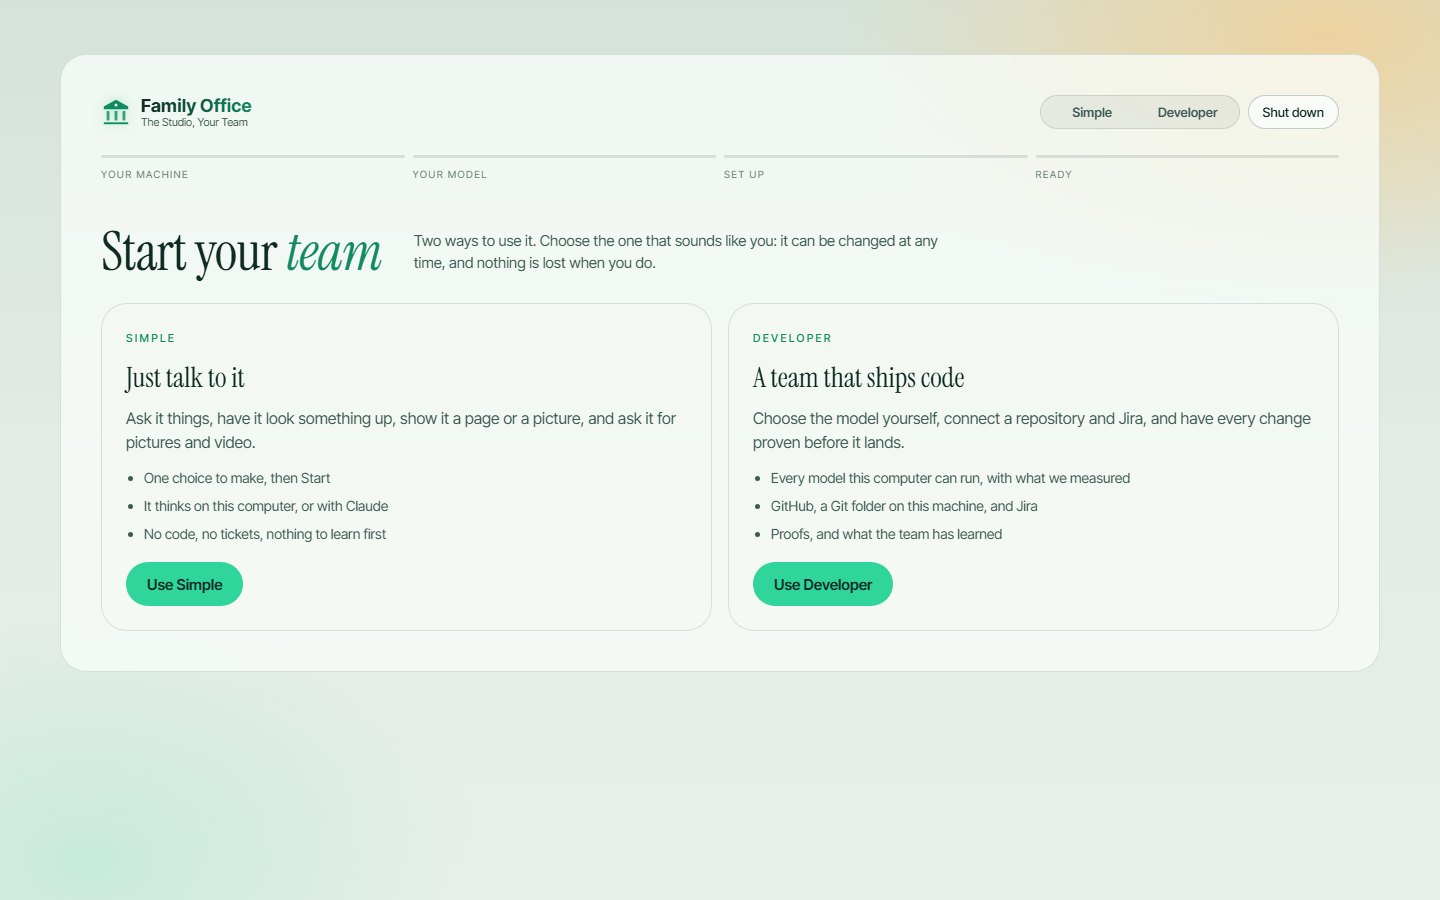 Family Office
The Studio, Your Team
Simple
Developer
Shut down
YOUR MACHINE
YOUR MODEL
SET UP
READY
Start your team
Two ways to use it. Choose the one that sounds like you: it can be changed at any
time, and nothing is lost when you do.
SIMPLE
Just talk to it
Ask it things, have it look something up, show it a page or a picture, and ask it for
pictures and video.
• One choice to make, then Start
• It thinks on this computer, or with Claude
• No code, no tickets, nothing to learn first
Use Simple
DEVELOPER
A team that ships code
Choose the model yourself, connect a repository and Jira, and have every change
proven before it lands.
• Every model this computer can run, with what we measured
• GitHub, a Git folder on this machine, and Jira
• Proofs, and what the team has learned
Use Developer